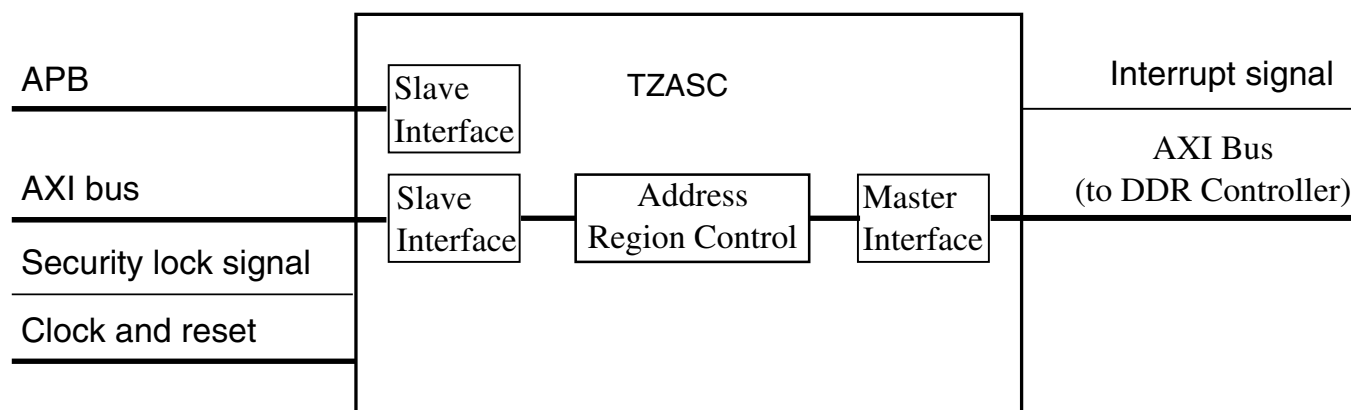 APB
Slave
Interface
TZASC
Interrupt signal
AXI bus
Slave
Interface
Address
Region Control
Master
Interface
AXI Bus
(to DDR Controller)
Security lock signal
Clock and reset